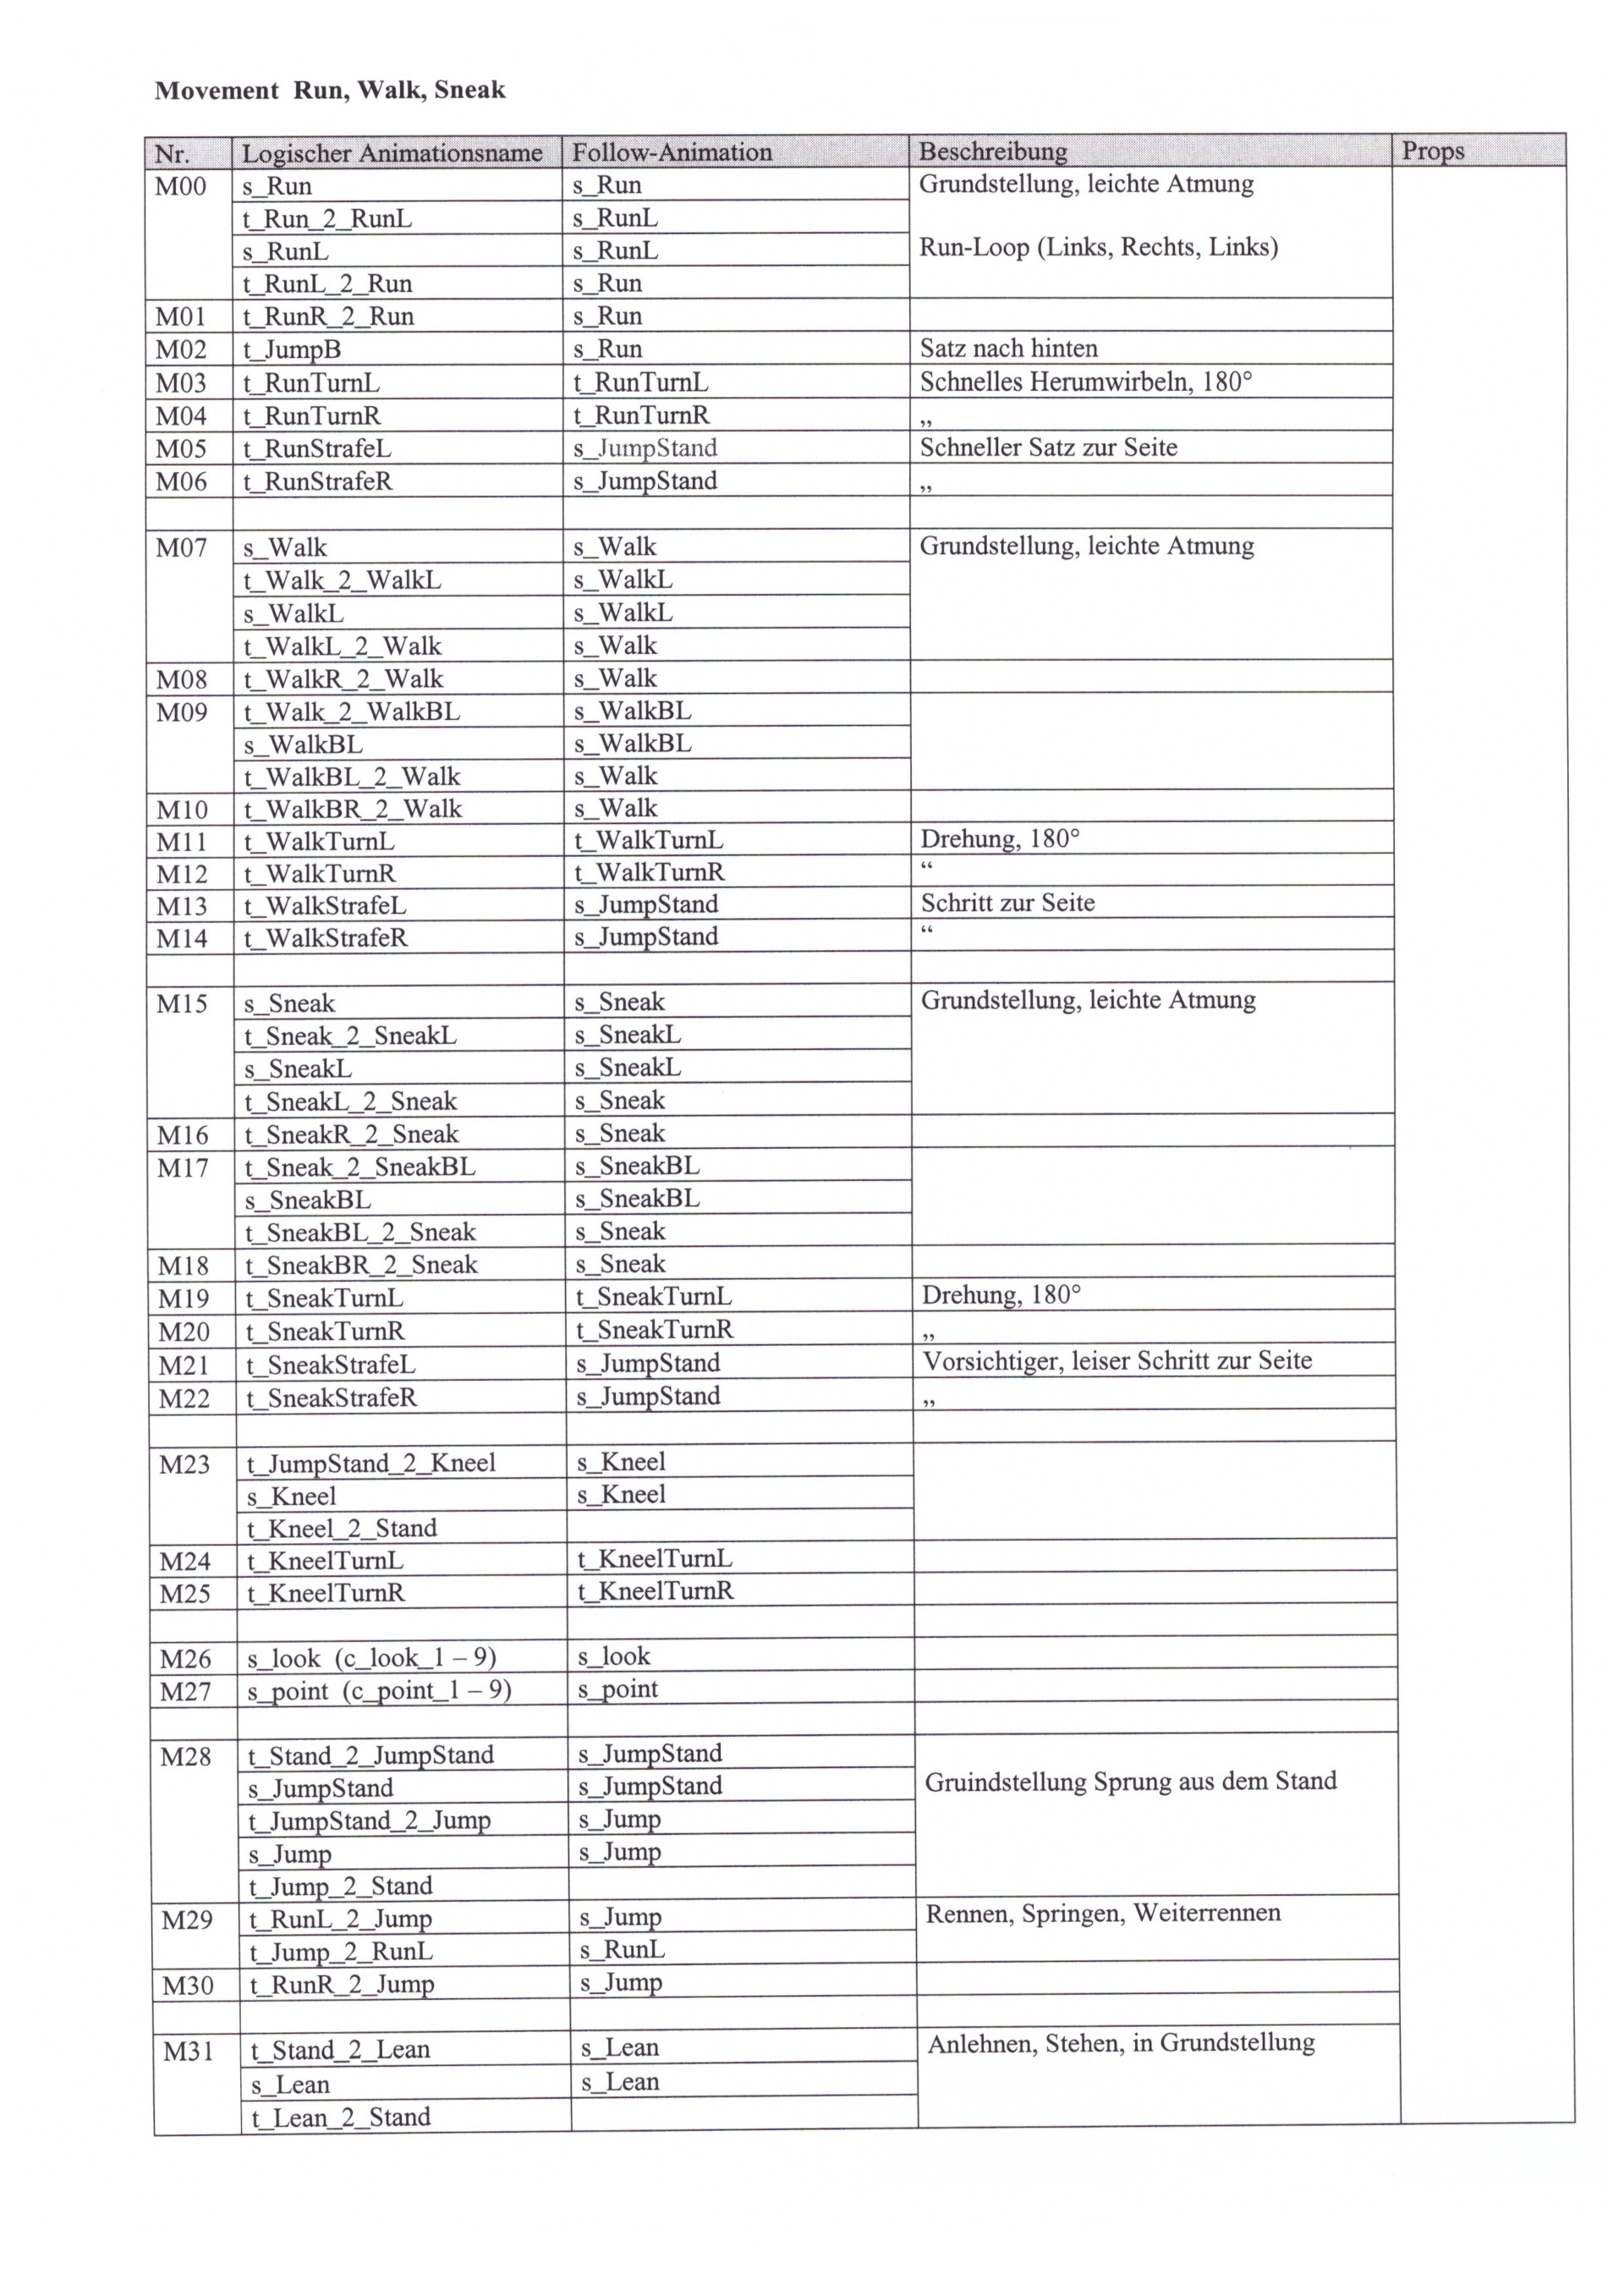 Movement Run, Walk, Sneak
Nr. Logischer Animationsname Follow-Animation Beschreibung Props
M00 s_Run s_Run Grundstellung, leichte Atmung
t_Run_2_RunL s_RunL
s_RunL s_RunL Run-Loop (Links, Rechts, Links)
t_RunL_2_Run s_Run
M01 t_RunR_2_Run s_Run
M02 t_JumpB s_Run Satz nach hinten
M03 t_RunTurnL t_RunTurnL Schnelles Herumwirbeln, 180°
M04 t_RunTurnR t_RunTurnR „
M05 t_RunStrafeL s_JumpStand Schneller Satz zur Seite
M06 t_RunStrafeR s_JumpStand „
M07 s_Walk s_Walk Grundstellung, leichte Atmung
t_Walk_2_WalkL s_WalkL
s_WalkL s_WalkL
t_WalkL_2_Walk s_Walk
M08 t_WalkR_2_Walk s_Walk
M09 t_Walk_2_WalkBL s_WalkBL
s_WalkBL s_WalkBL
t_WalkBL_2_Walk s_Walk
M10 t_WalkBR_2_Walk s_Walk
M11 t_WalkTurnL t_WalkTurnL Drehung, 180°
M12 t_WalkTurnR t_WalkTurnR “
M13 t_WalkStrafeL s_JumpStand Schritt zur Seite
M14 t_WalkStrafeR s_JumpStand “
M15 s_Sneak s_Sneak Grundstellung, leichte Atmung
t_Sneak_2_SneakL s_SneakL
s_SneakL s_SneakL
t_SneakL_2_Sneak s_Sneak
M16 t_SneakR_2_Sneak s_Sneak
M17 t_Sneak_2_SneakBL s_SneakBL
s_SneakBL s_SneakBL
t_SneakBL_2_Sneak s_Sneak
M18 t_SneakBR_2_Sneak s_Sneak
M19 t_SneakTurnL t_SneakTurnL Drehung, 180°
M20 t_SneakTurnR t_SneakTurnR „
M21 t_SneakStrafeL s_JumpStand Vorsichtiger, leiser Schritt zur Seite
M22 t_SneakStrafeR s_JumpStand „
M23 t_JumpStand_2_Kneel s_Kneel
s_Kneel s_Kneel
t_Kneel_2_Stand
M24 t_KneelTurnL t_KneelTurnL
M25 t_KneelTurnR t_KneelTurnR
M26 s_look (c_look_1 – 9) s_look
M27 s_point (c_point_1 – 9) s_point
M28 t_Stand_2_JumpStand s_JumpStand
s_JumpStand s_JumpStand Gruindstellung Sprung aus dem Stand
t_JumpStand_2_Jump s_Jump
s_Jump s_Jump
t_Jump_2_Stand
M29 t_RunL_2_Jump s_Jump Rennen, Springen, Weiterrennen
t_Jump_2_RunL s_RunL
M30 t_RunR_2_Jump s_Jump
M31 t_Stand_2_Lean s_Lean Anlehnen, Stehen, in Grundstellung
s_Lean s_Lean
t_Lean_2_Stand